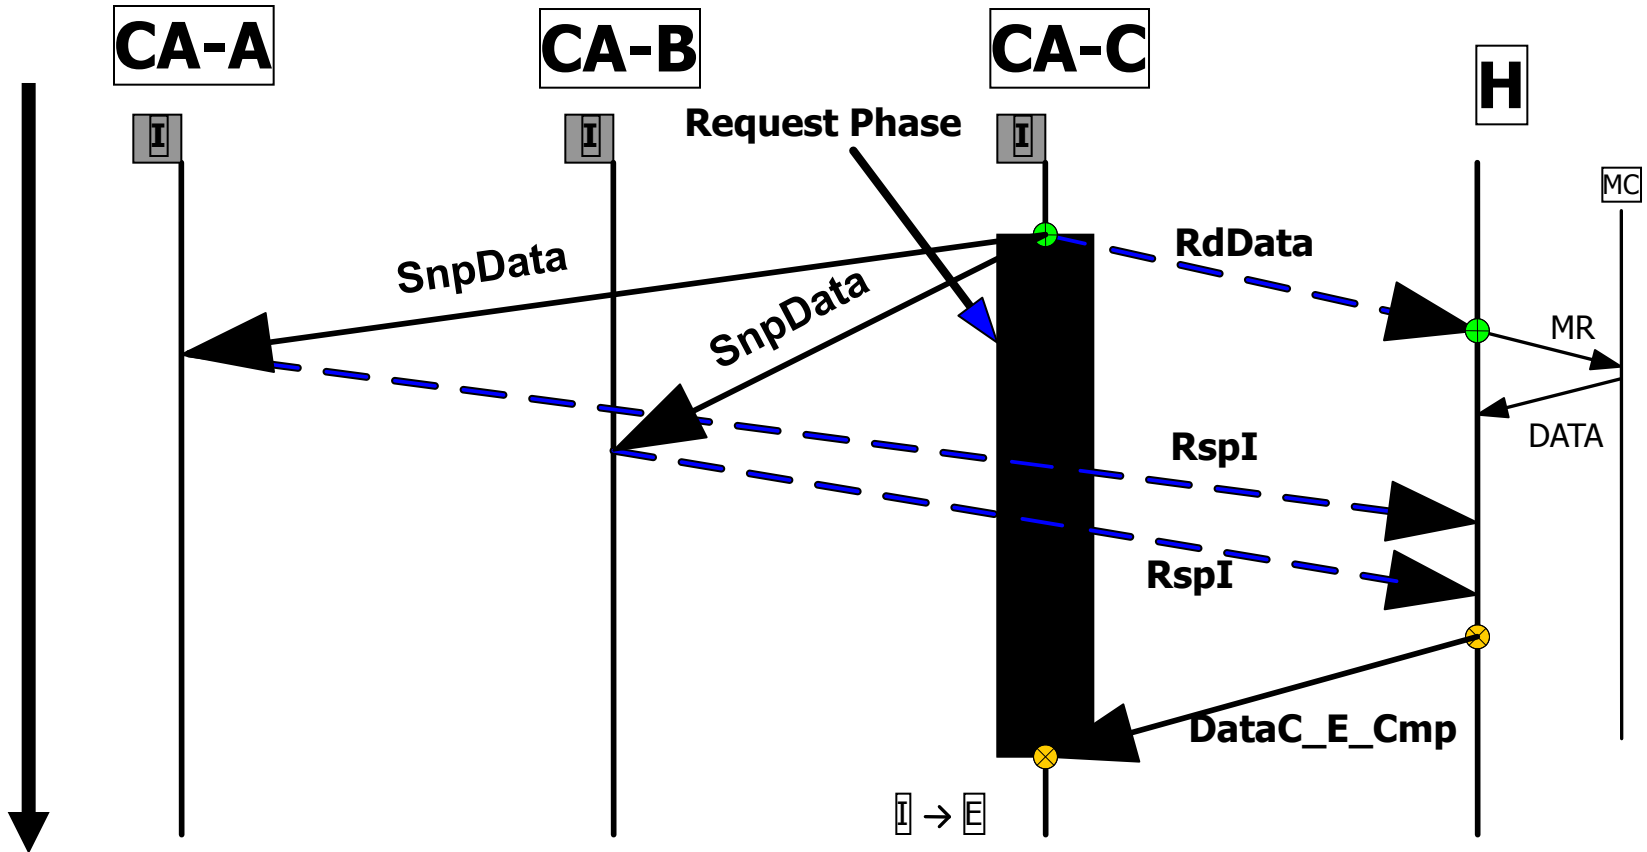 CA-A
CA-B
CA-C
H
Request Phase
I
I
I
MC
SnpData
SnpData
RdData
MR
DATA
RspI
RspI
DataC_E_Cmp
I → E